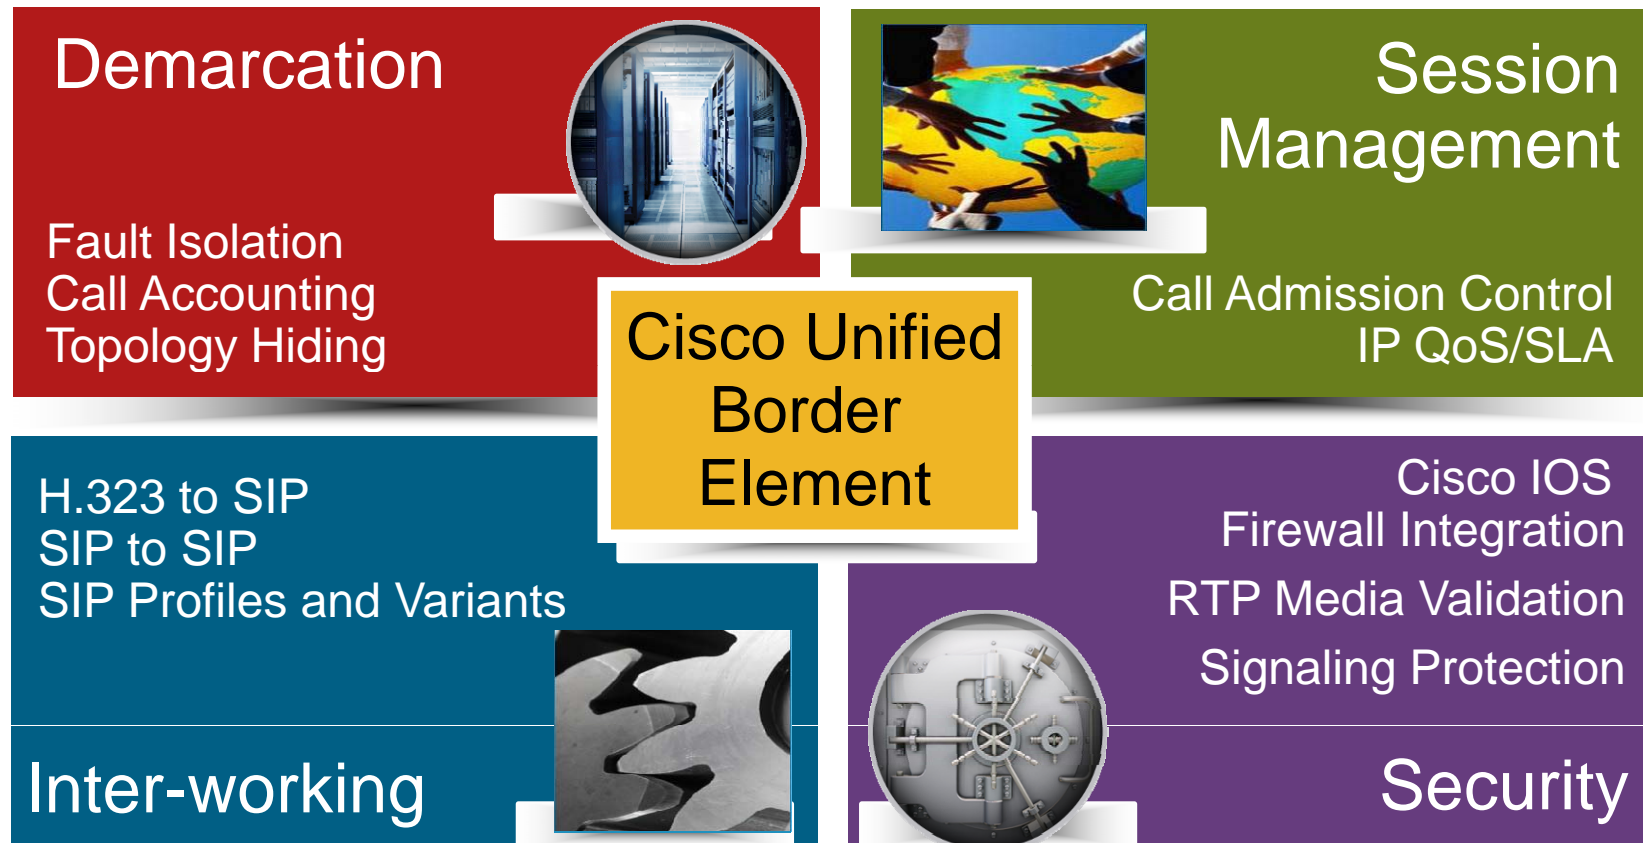 Demarcation
Fault Isolation
Call Accounting
Topology Hiding
Session
Management
Call Admission Control
IP QoS/SLA
Cisco Unified
Border
Element
H.323 to SIP
SIP to SIP
SIP Profiles and Variants
Inter-working
Cisco IOS
Firewall Integration
RTP Media Validation
Signaling Protection
Security